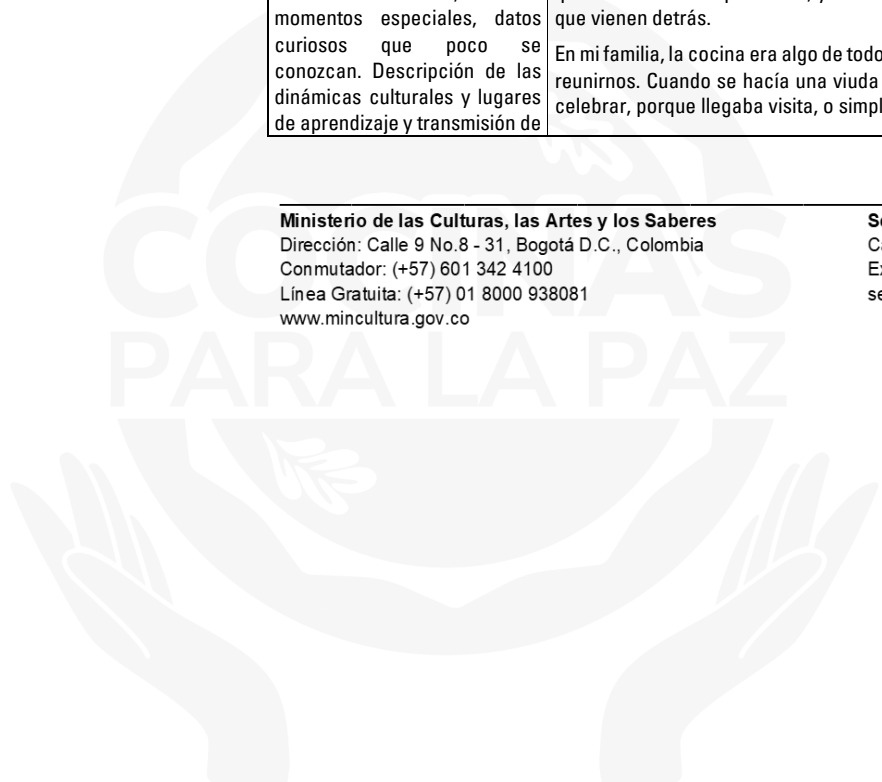 momentos especiales, datos
curiosos que poco se
conozcan. Descripción de las
dinámicas culturales y lugares
de aprendizaje y transmisión de
que vienen detrás.
En mi familia, la cocina era algo de todo
reunirnos. Cuando se hacía una viuda
celebrar, porque llegaba visita, o simpl
Ministerio de las Culturas, las Artes y los Saberes
Dirección: Calle 9 No.8 - 31, Bogotá D.C., Colombia
Conmutador: (+57) 601 342 4100
Línea Gratuita: (+57) 01 8000 938081
www.mincultura.gov.co
COCINAS
PARA LA PAZ